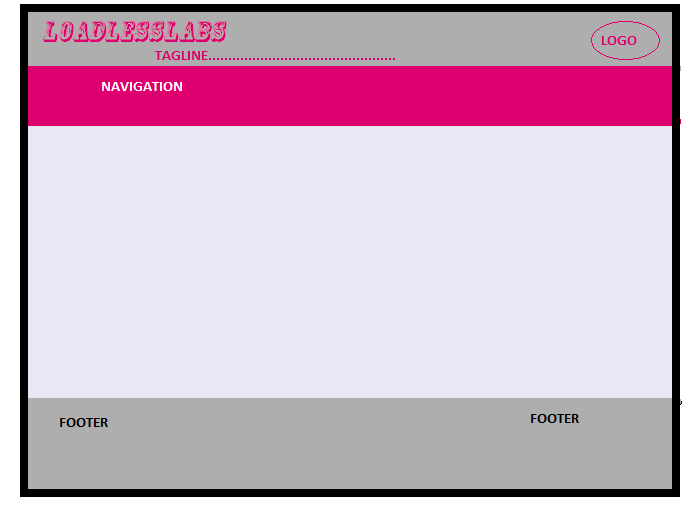 LOADLESSLABS
TAGLINE...............................................
LOGO
NAVIGATION
FOOTER
FOOTER